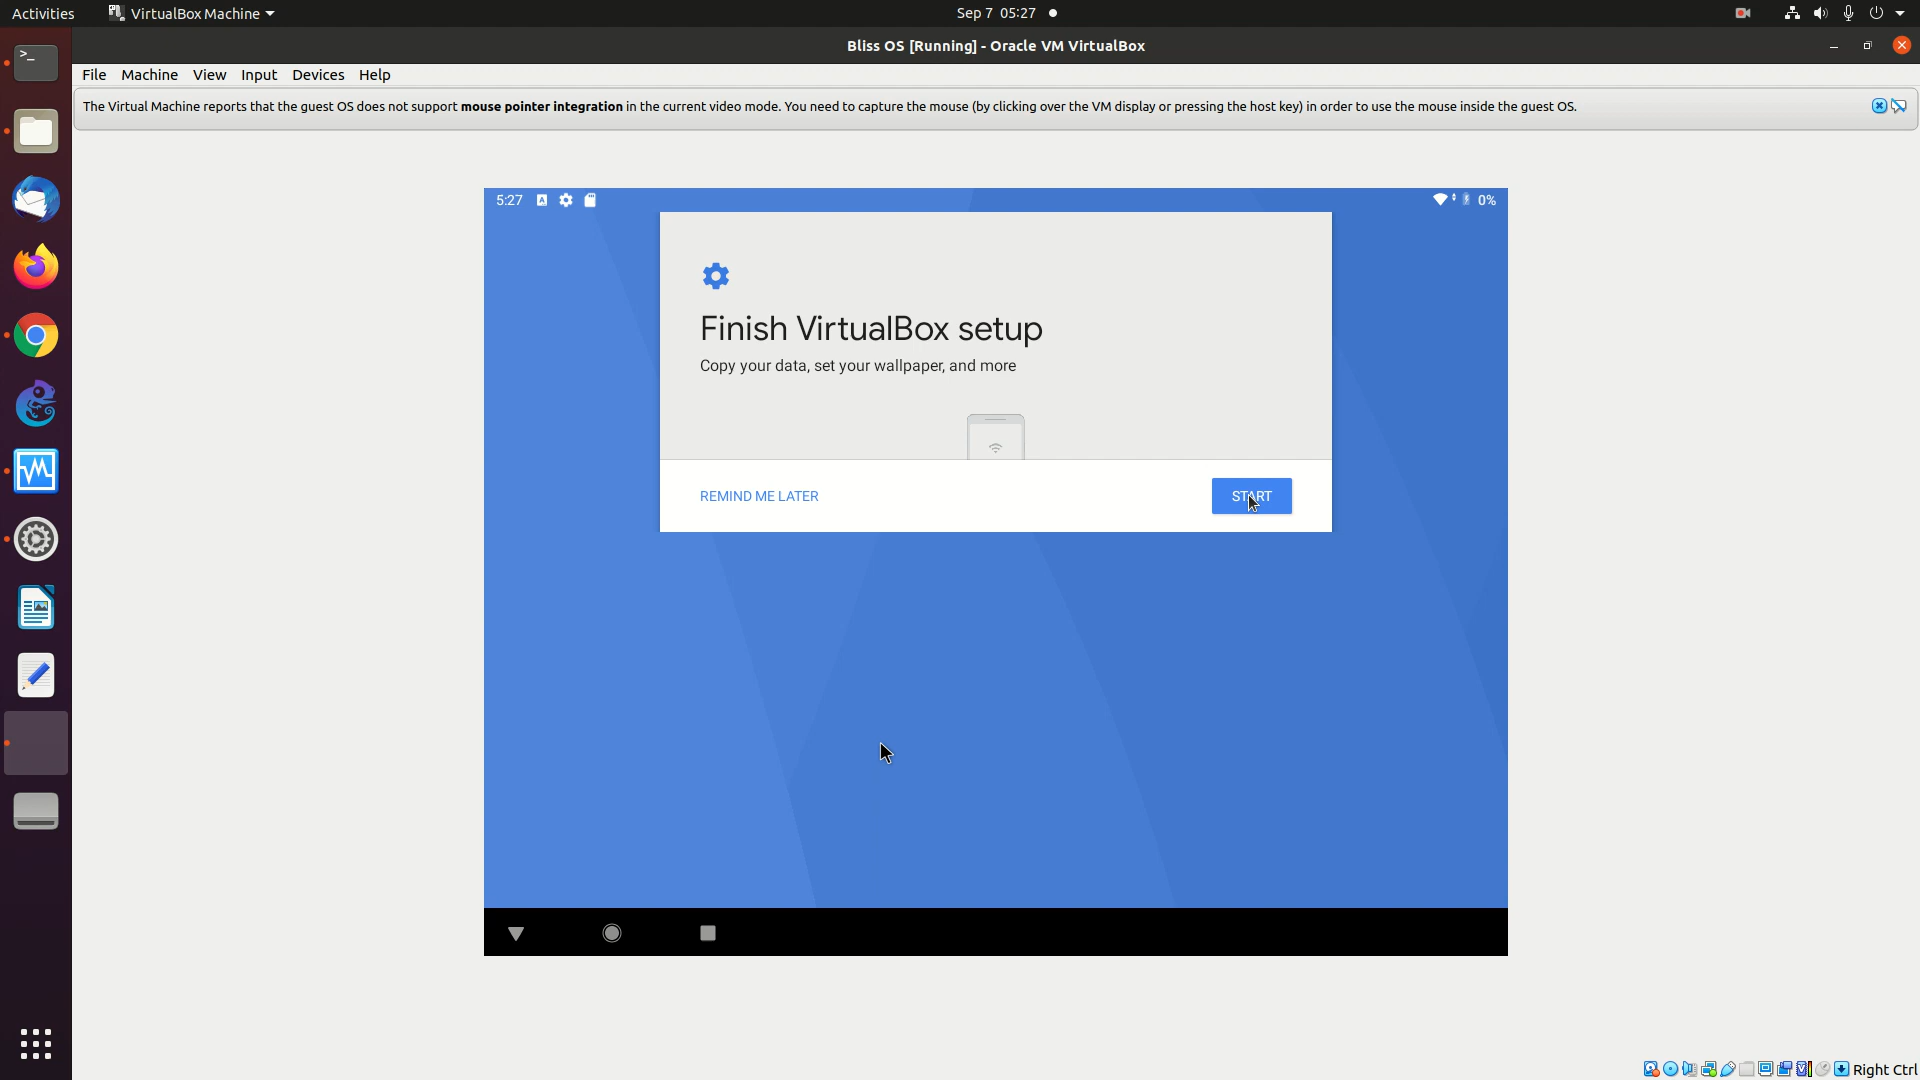 Activities
VirtualBox Machine
Sep 7 05:27
Bliss OS [Running] - Oracle VM VirtualBox
File Machine View Input Devices Help
The Virtual Machine reports that the guest OS does not support mouse pointer integration in the current video mode. You need to capture the mouse (by clicking over the VM display or pressing the host key) in order to use the mouse inside the guest OS.
5:27
0%
Finish VirtualBox setup
Copy your data, set your wallpaper, and more
REMIND ME LATER
START
Right Ctrl